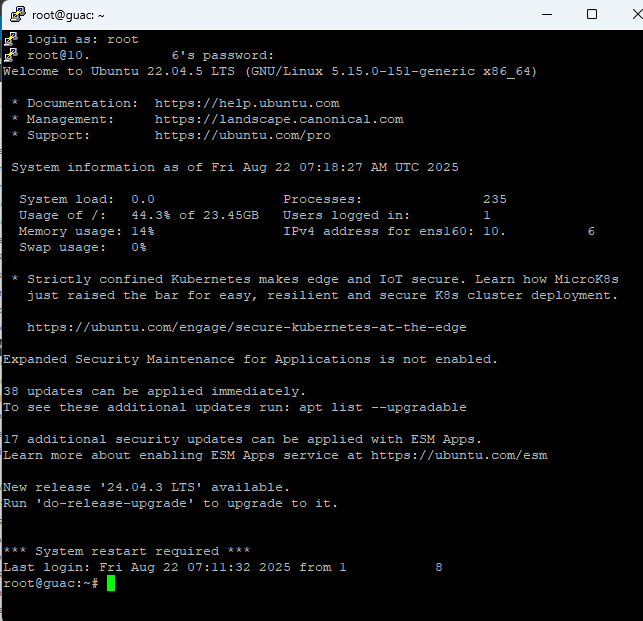 root@guac: ~
login as: root
root@10.          6's password:
Welcome to Ubuntu 22.04.5 LTS (GNU/Linux 5.15.0-151-generic x86_64)
 * Documentation:  https://help.ubuntu.com
 * Management:     https://landscape.canonical.com
 * Support:        https://ubuntu.com/pro
 System information as of Fri Aug 22 07:18:27 AM UTC 2025
  System load:  0.0                Processes:               235
  Usage of /:   44.3% of 23.45GB   Users logged in:         1
  Memory usage: 14%                IPv4 address for ens160: 10.          6
  Swap usage:   0%
 * Strictly confined Kubernetes makes edge and IoT secure. Learn how MicroK8s
   just raised the bar for easy, resilient and secure K8s cluster deployment.
   https://ubuntu.com/engage/secure-kubernetes-at-the-edge
Expanded Security Maintenance for Applications is not enabled.
38 updates can be applied immediately.
To see these additional updates run: apt list --upgradable
17 additional security updates can be applied with ESM Apps.
Learn more about enabling ESM Apps service at https://ubuntu.com/esm
New release '24.04.3 LTS' available.
Run 'do-release-upgrade' to upgrade to it.
*** System restart required ***
Last login: Fri Aug 22 07:11:32 2025 from 1           8
root@guac:~#